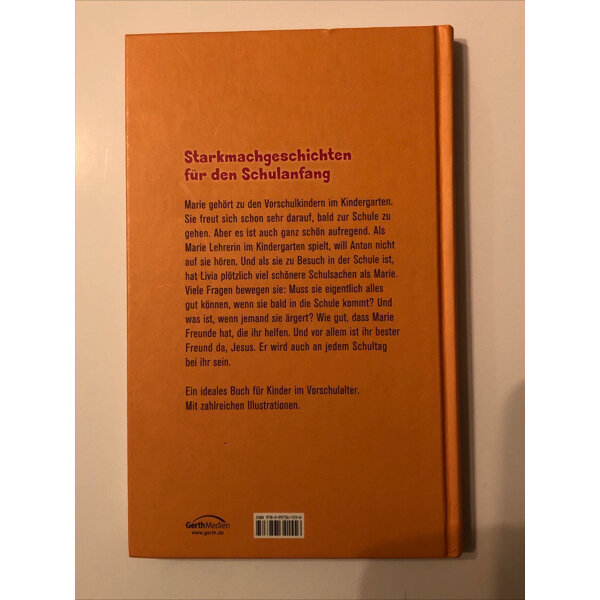 Starkmachgeschichten
für den Schulanfang
Marie gehört zu den Vorschulkindern im Kindergarten.
Sie freut sich schon sehr darauf, bald zur Schule zu
gehen. Aber es ist auch ganz schön aufregend. Als
Marie Lehrerin im Kindergarten spielt, will Anton nicht
auf sie hören. Und als sie zu Besuch in der Schule ist,
hat Livia plötzlich viel schönere Schulsachen als Marie.
Viele Fragen bewegen sie: Muss sie eigentlich alles
gut können, wenn sie bald in die Schule kommt? Und
was ist, wenn jemand sie ärgert? Wie gut, dass Marie
Freunde hat, die ihr helfen. Und vor allem ist ihr bester
Freund da, Jesus. Er wird auch an jedem Schultag
bei ihr sein.
Ein ideales Buch für Kinder im Vorschulalter.
Mit zahlreichen Illustrationen.
GerthMedien
www.gerth.de
ISBN